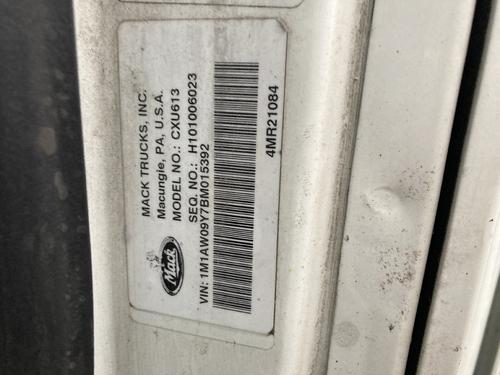 MACK TRUCKS, INC.
Macungie, PA, U.S.A.
MODEL NO.: CXU613
SEQ. NO.: H101006023
Mack
VIN: 1M1AW09Y7BM015392
4MR21084